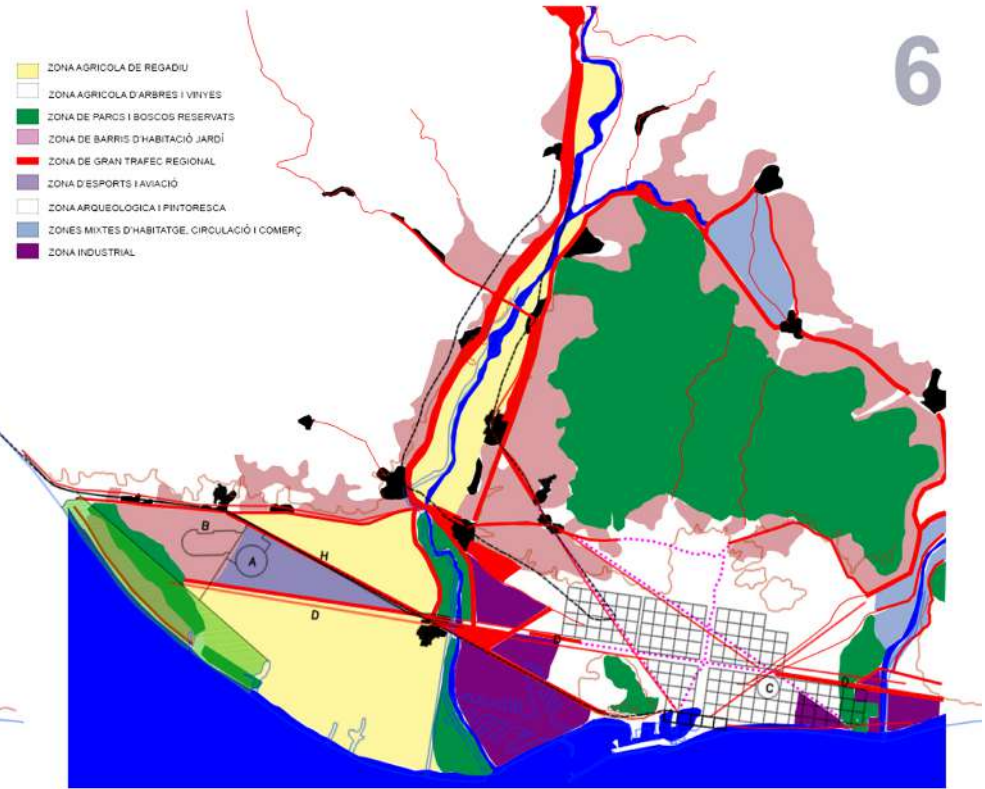 6
ZONA AGRICOLA DE REGADIU
ZONA AGRICOLA D'ARBRES I VINYES
ZONA DE PARCS I BOSCOS RESERVATS
ZONA DE BARRIS D'HABITACIÓ JARDÍ
ZONA DE GRAN TRAFEC REGIONAL
ZONA D'ESPORTS I AVIACIÓ
ZONA ARQUEOLOGICA I PINTORESCA
ZONES MIXTES D'HABITATGE, CIRCULACIÓ I COMERÇ
ZONA INDUSTRIAL
B
A
H
D
C
D